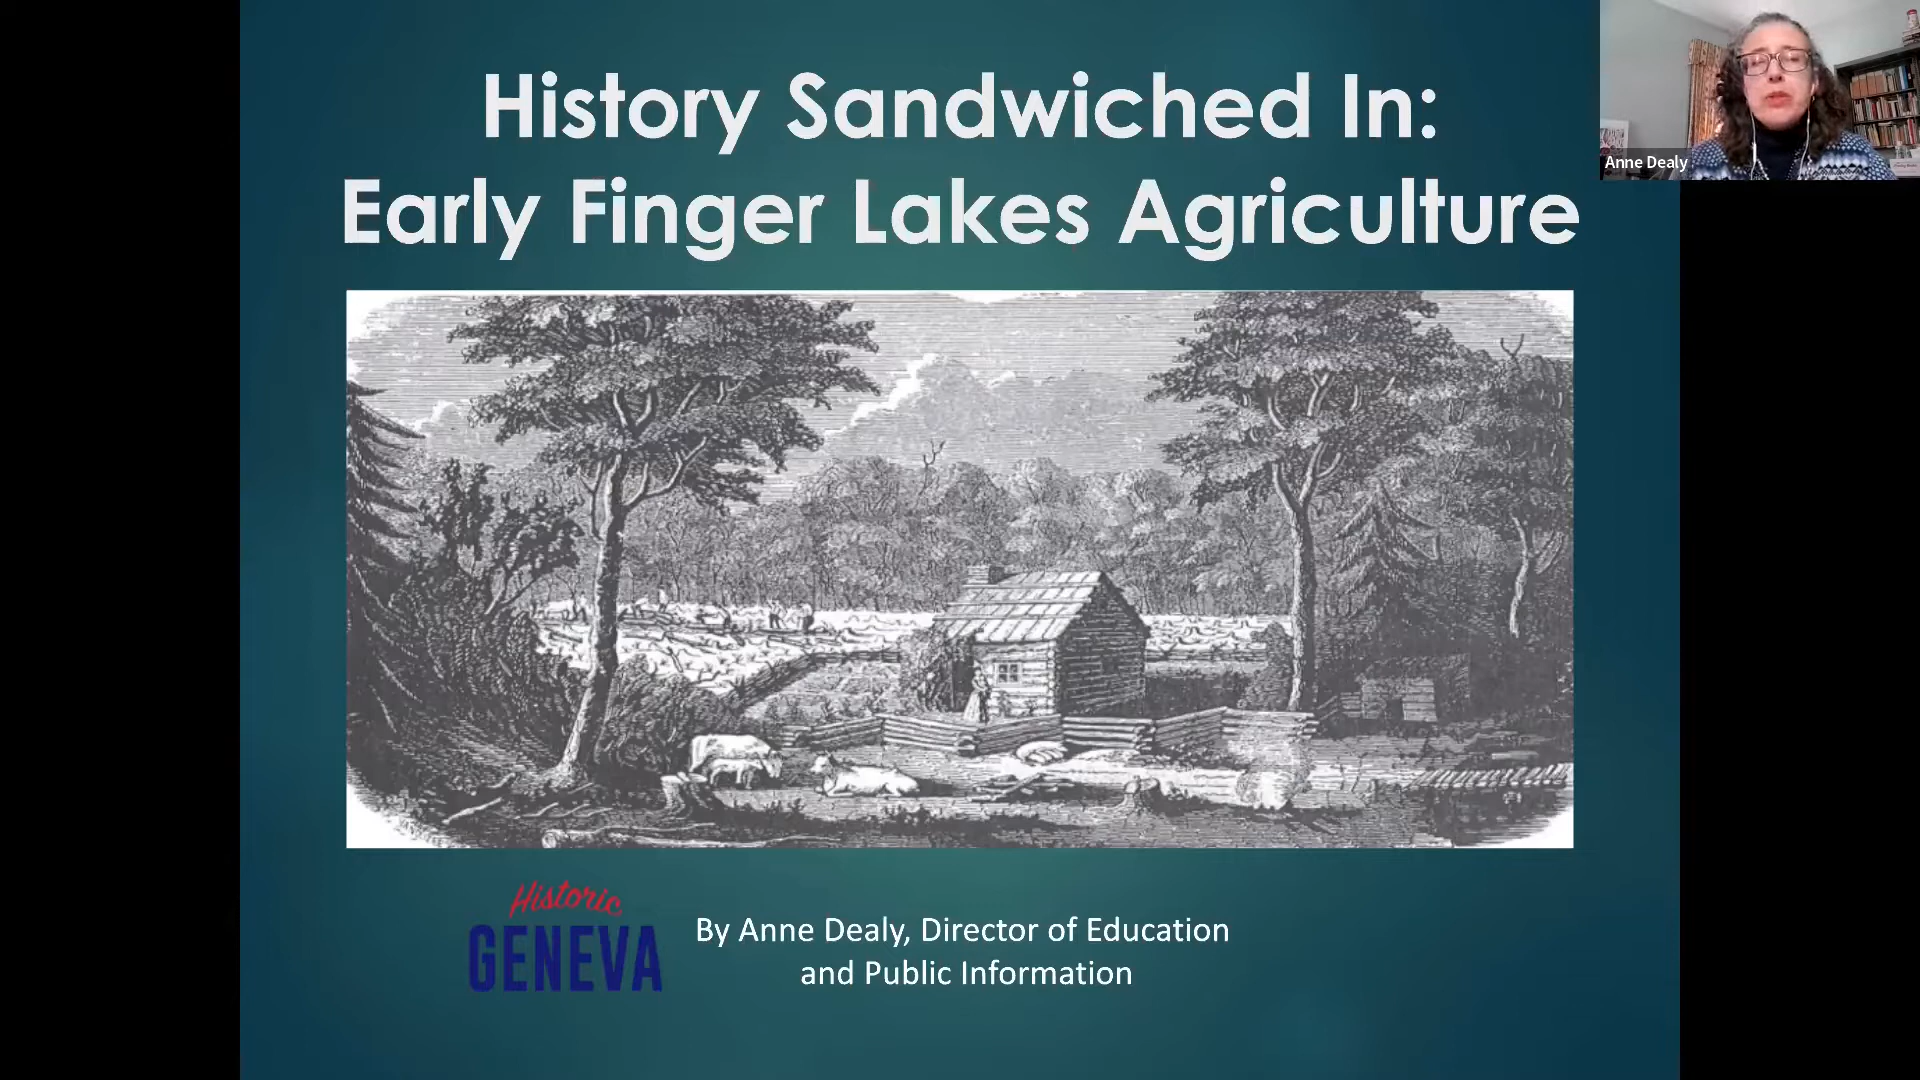 History Sandwiched In:
Early Finger Lakes Agriculture
Anne Dealy
Historic
GENEVA
By Anne Dealy, Director of Education
and Public Information